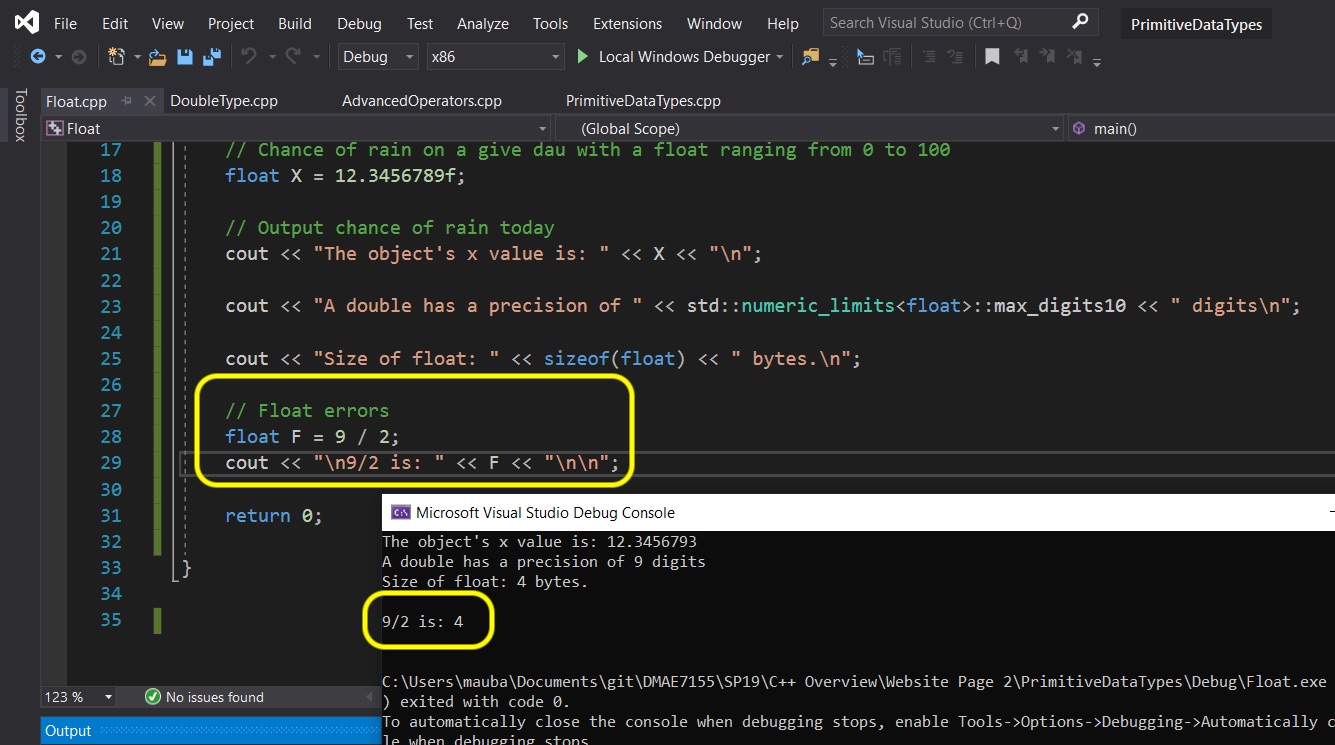 File Edit View Project Build Debug Test Analyze Tools Extensions Window Help Search Visual Studio (Ctrl+Q) PrimitiveDataTypes
Debug x86 Local Windows Debugger
Toolbox
Float.cpp DoubleType.cpp AdvancedOperators.cpp PrimitiveDataTypes.cpp
Float (Global Scope) main()
17 // Chance of rain on a give dau with a float ranging from 0 to 100
18 float X = 12.3456789f;
19
20 // Output chance of rain today
21 cout << "The object's x value is: " << X << "\n";
22
23 cout << "A double has a precision of " << std::numeric_limits<float>::max_digits10 << " digits\n";
24
25 cout << "Size of float: " << sizeof(float) << " bytes.\n";
26
27 // Float errors
28 float F = 9 / 2;
29 cout << "\n9/2 is: " << F << "\n\n";
30
31 return 0;
32
33 }
34
35
123 % No issues found
Output
Microsoft Visual Studio Debug Console
The object's x value is: 12.3456793
A double has a precision of 9 digits
Size of float: 4 bytes.
9/2 is: 4
C:\Users\mauba\Documents\git\DMAE7155\SP19\C++ Overview\Website Page 2\PrimitiveDataTypes\Debug\Float.exe
) exited with code 0.
To automatically close the console when debugging stops, enable Tools->Options->Debugging->Automatically c
le when debugging stops